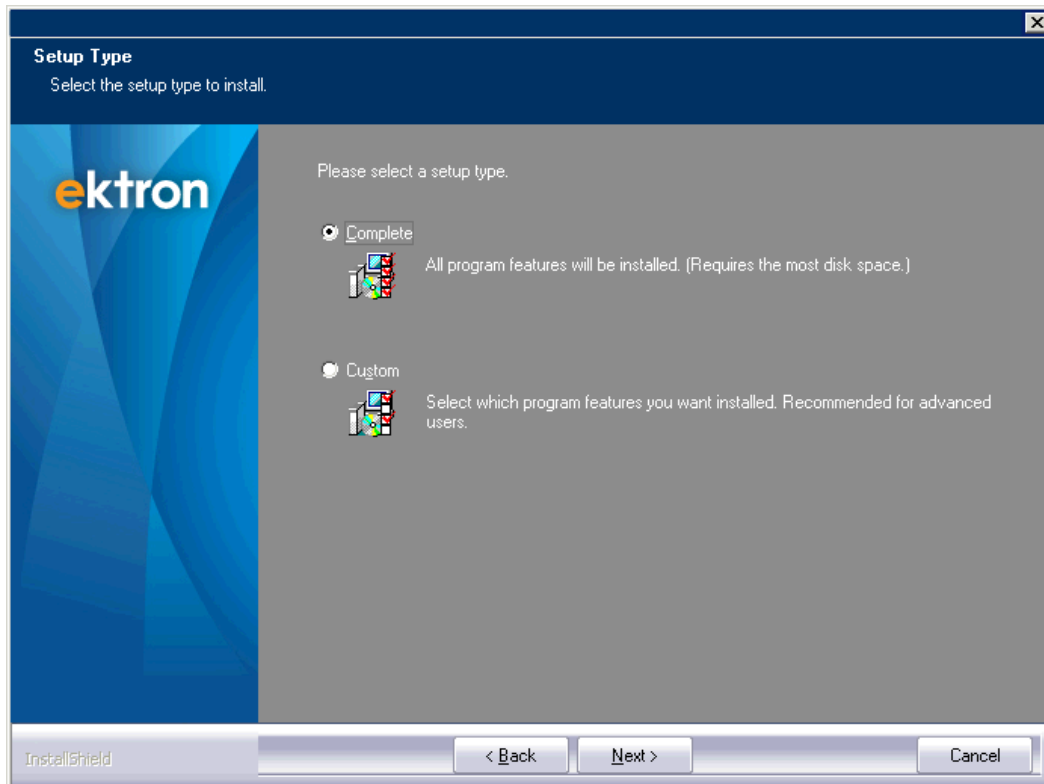 Setup Type
Select the setup type to install.
ektron
Please select a setup type.
Complete
All program features will be installed. (Requires the most disk space.)
Custom
Select which program features you want installed. Recommended for advanced
users.
InstallShield
< Back
Next >
Cancel